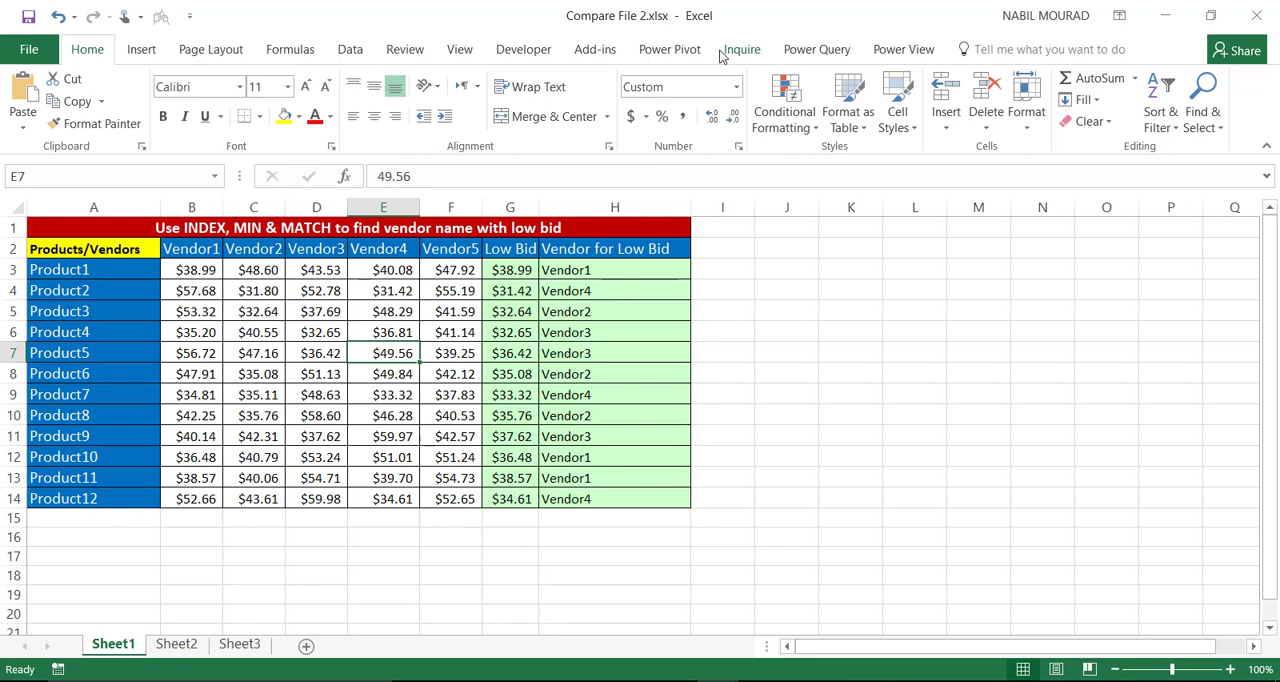 Compare File 2.xlsx - Excel
NABIL MOURAD
File Home Insert Page Layout Formulas Data Review View Developer Add-ins Power Pivot Inquire Power Query Power View Tell me what you want to do Share
Paste
Cut
Copy
Format Painter
Clipboard
Calibri 11
B I U
Font
Wrap Text
Merge & Center
Alignment
Custom
$ % ,
Number
Conditional Formatting
Format as Table
Cell Styles
Styles
Insert Delete Format
Cells
AutoSum
Fill
Clear
Sort & Filter
Find & Select
Editing
E7 fx 49.56
A B C D E F G H I J K L M N O P Q
1 Use INDEX, MIN & MATCH to find vendor name with low bid
2 Products/Vendors Vendor1 Vendor2 Vendor3 Vendor4 Vendor5 Low Bid Vendor for Low Bid
3 Product1 $38.99 $48.60 $43.53 $40.08 $47.92 $38.99 Vendor1
4 Product2 $57.68 $31.80 $52.78 $31.42 $55.19 $31.42 Vendor4
5 Product3 $53.32 $32.64 $37.69 $48.29 $41.59 $32.64 Vendor2
6 Product4 $35.20 $40.55 $32.65 $36.81 $41.14 $32.65 Vendor3
7 Product5 $56.72 $47.16 $36.42 $49.56 $39.25 $36.42 Vendor3
8 Product6 $47.91 $35.08 $51.13 $49.84 $42.12 $35.08 Vendor2
9 Product7 $34.81 $35.11 $48.63 $33.32 $37.83 $33.32 Vendor4
10 Product8 $42.25 $35.76 $58.60 $46.28 $40.53 $35.76 Vendor2
11 Product9 $40.14 $42.31 $37.62 $59.97 $42.57 $37.62 Vendor3
12 Product10 $36.48 $40.79 $53.24 $51.01 $51.24 $36.48 Vendor1
13 Product11 $38.57 $40.06 $54.71 $39.70 $54.73 $38.57 Vendor1
14 Product12 $52.66 $43.61 $59.98 $34.61 $52.65 $34.61 Vendor4
15
16
17
18
19
20
21
Sheet1 Sheet2 Sheet3
Ready 100%